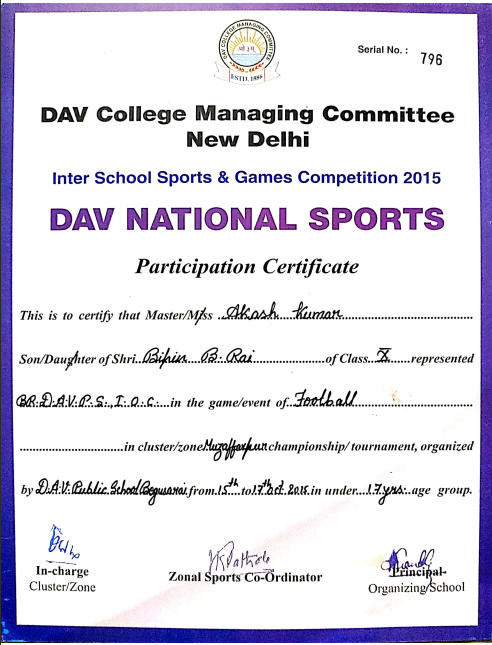 DAV COLLEGE MANAGING COMMITTEE
ओ३म्
ESTD. 1886
Serial No. : 796
DAV College Managing Committee
New Delhi
Inter School Sports & Games Competition 2015
DAV NATIONAL SPORTS
Participation Certificate
This is to certify that Master/Miss Akash Kumar
Son/Daughter of Shri. Bipin B. Rai of Class X represented
BR.D.A.V.P.S., I.O.C. in the game/event of Football
in cluster/zone Muzaffarpur championship/ tournament, organized
by D.A.V. Public School Begusarai from 15th to 17th oct 2015 in under 17 yrs. age group.
In-charge
Cluster/Zone
Zonal Sports Co-Ordinator
Principal
Organizing/School